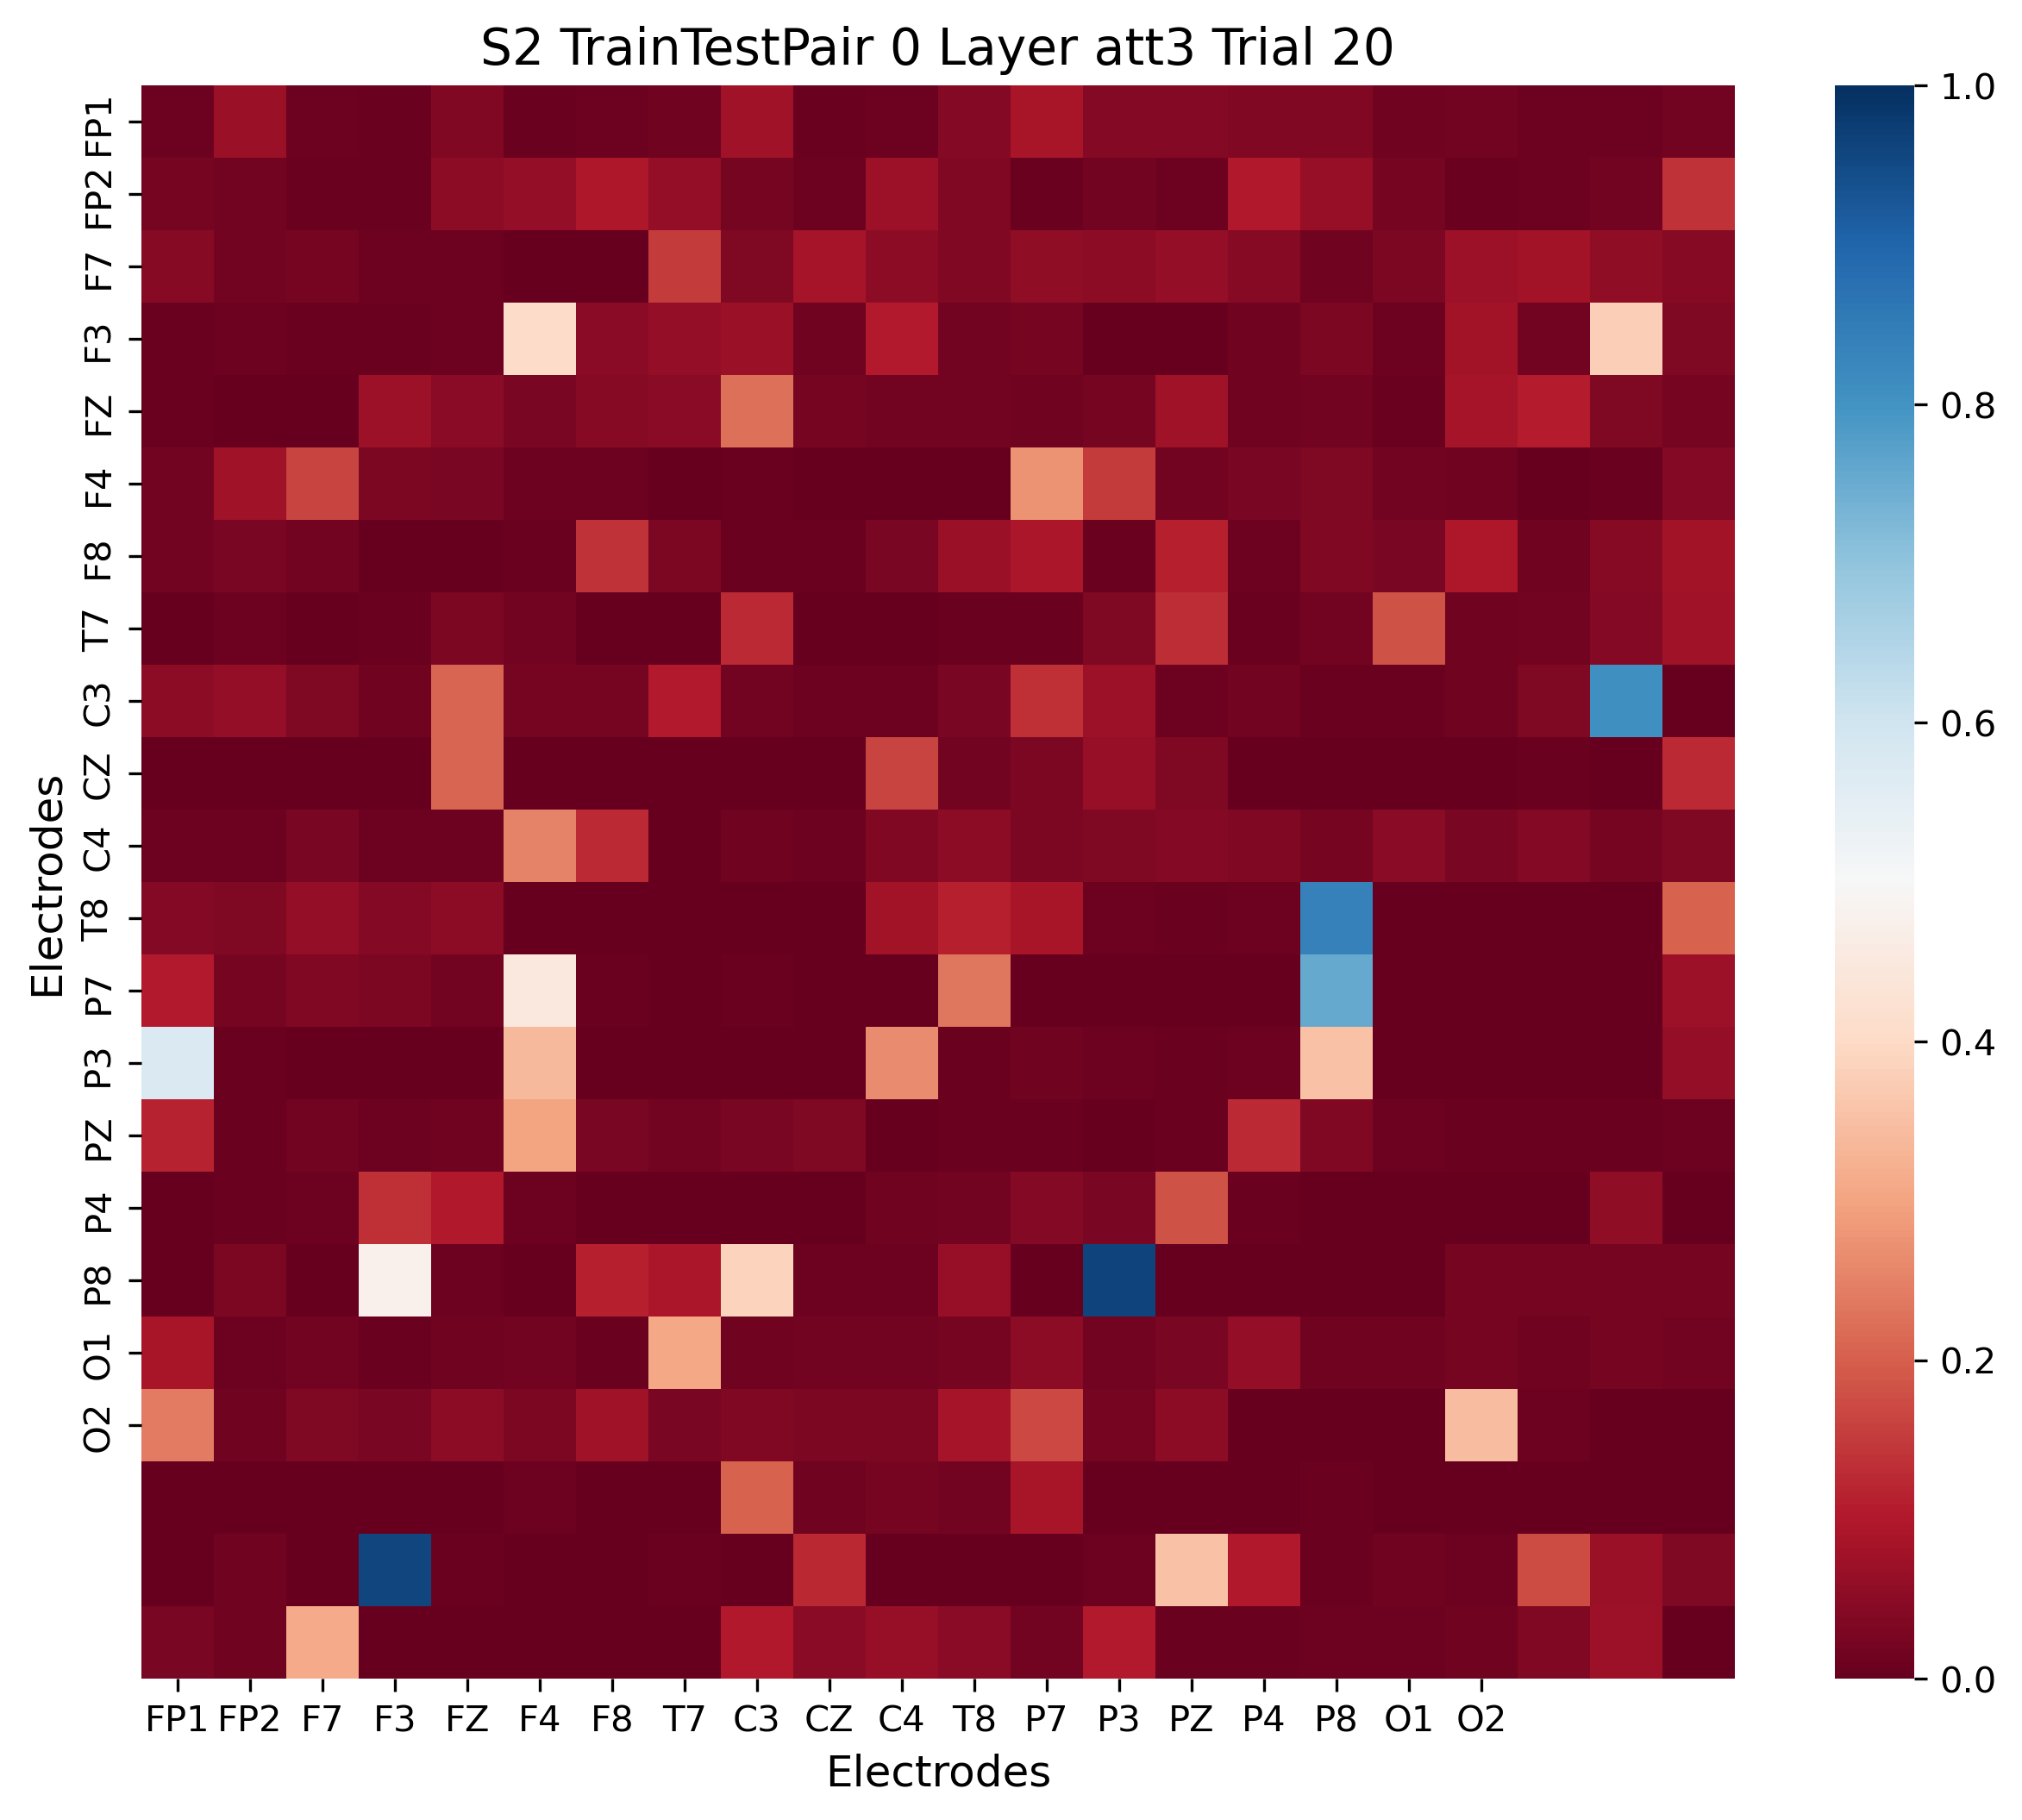 S2 TrainTestPair 0 Layer att3 Trial 20
Electrodes
FP1
FP2
F7
F3
FZ
F4
F8
T7
C3
CZ
C4
T8
P7
P3
PZ
P4
P8
O1
O2
FP1 FP2 F7 F3 FZ F4 F8 T7 C3 CZ C4 T8 P7 P3 PZ P4 P8 O1 O2
Electrodes
1.0
0.8
0.6
0.4
0.2
0.0